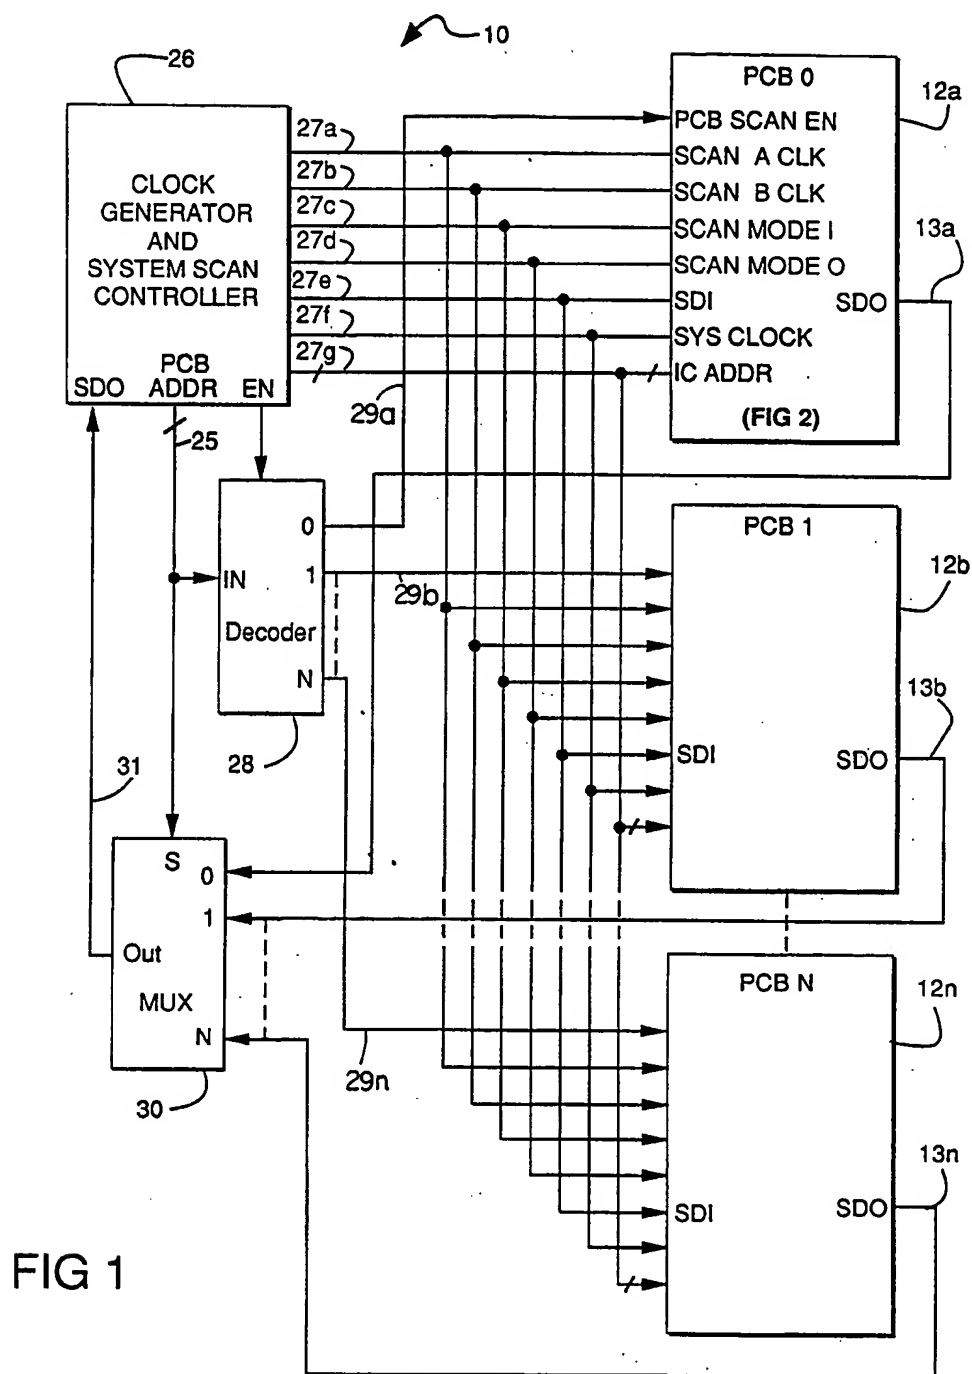 10
26
CLOCK
GENERATOR
AND
SYSTEM SCAN
CONTROLLER
SDO
PCB
ADDR
EN
27a
27b
27c
27d
27e
27f
27g
29a
25
PCB 0
PCB SCAN EN
SCAN A CLK
SCAN B CLK
SCAN MODE I
SCAN MODE O
SDI
SDO
SYS CLOCK
IC ADDR
(FIG 2)
12a
13a
0
IN
1
Decoder
N
28
29b
PCB 1
SDI
SDO
12b
13b
31
S
0
1
Out
MUX
N
30
29n
PCB N
SDI
SDO
12n
13n
FIG 1